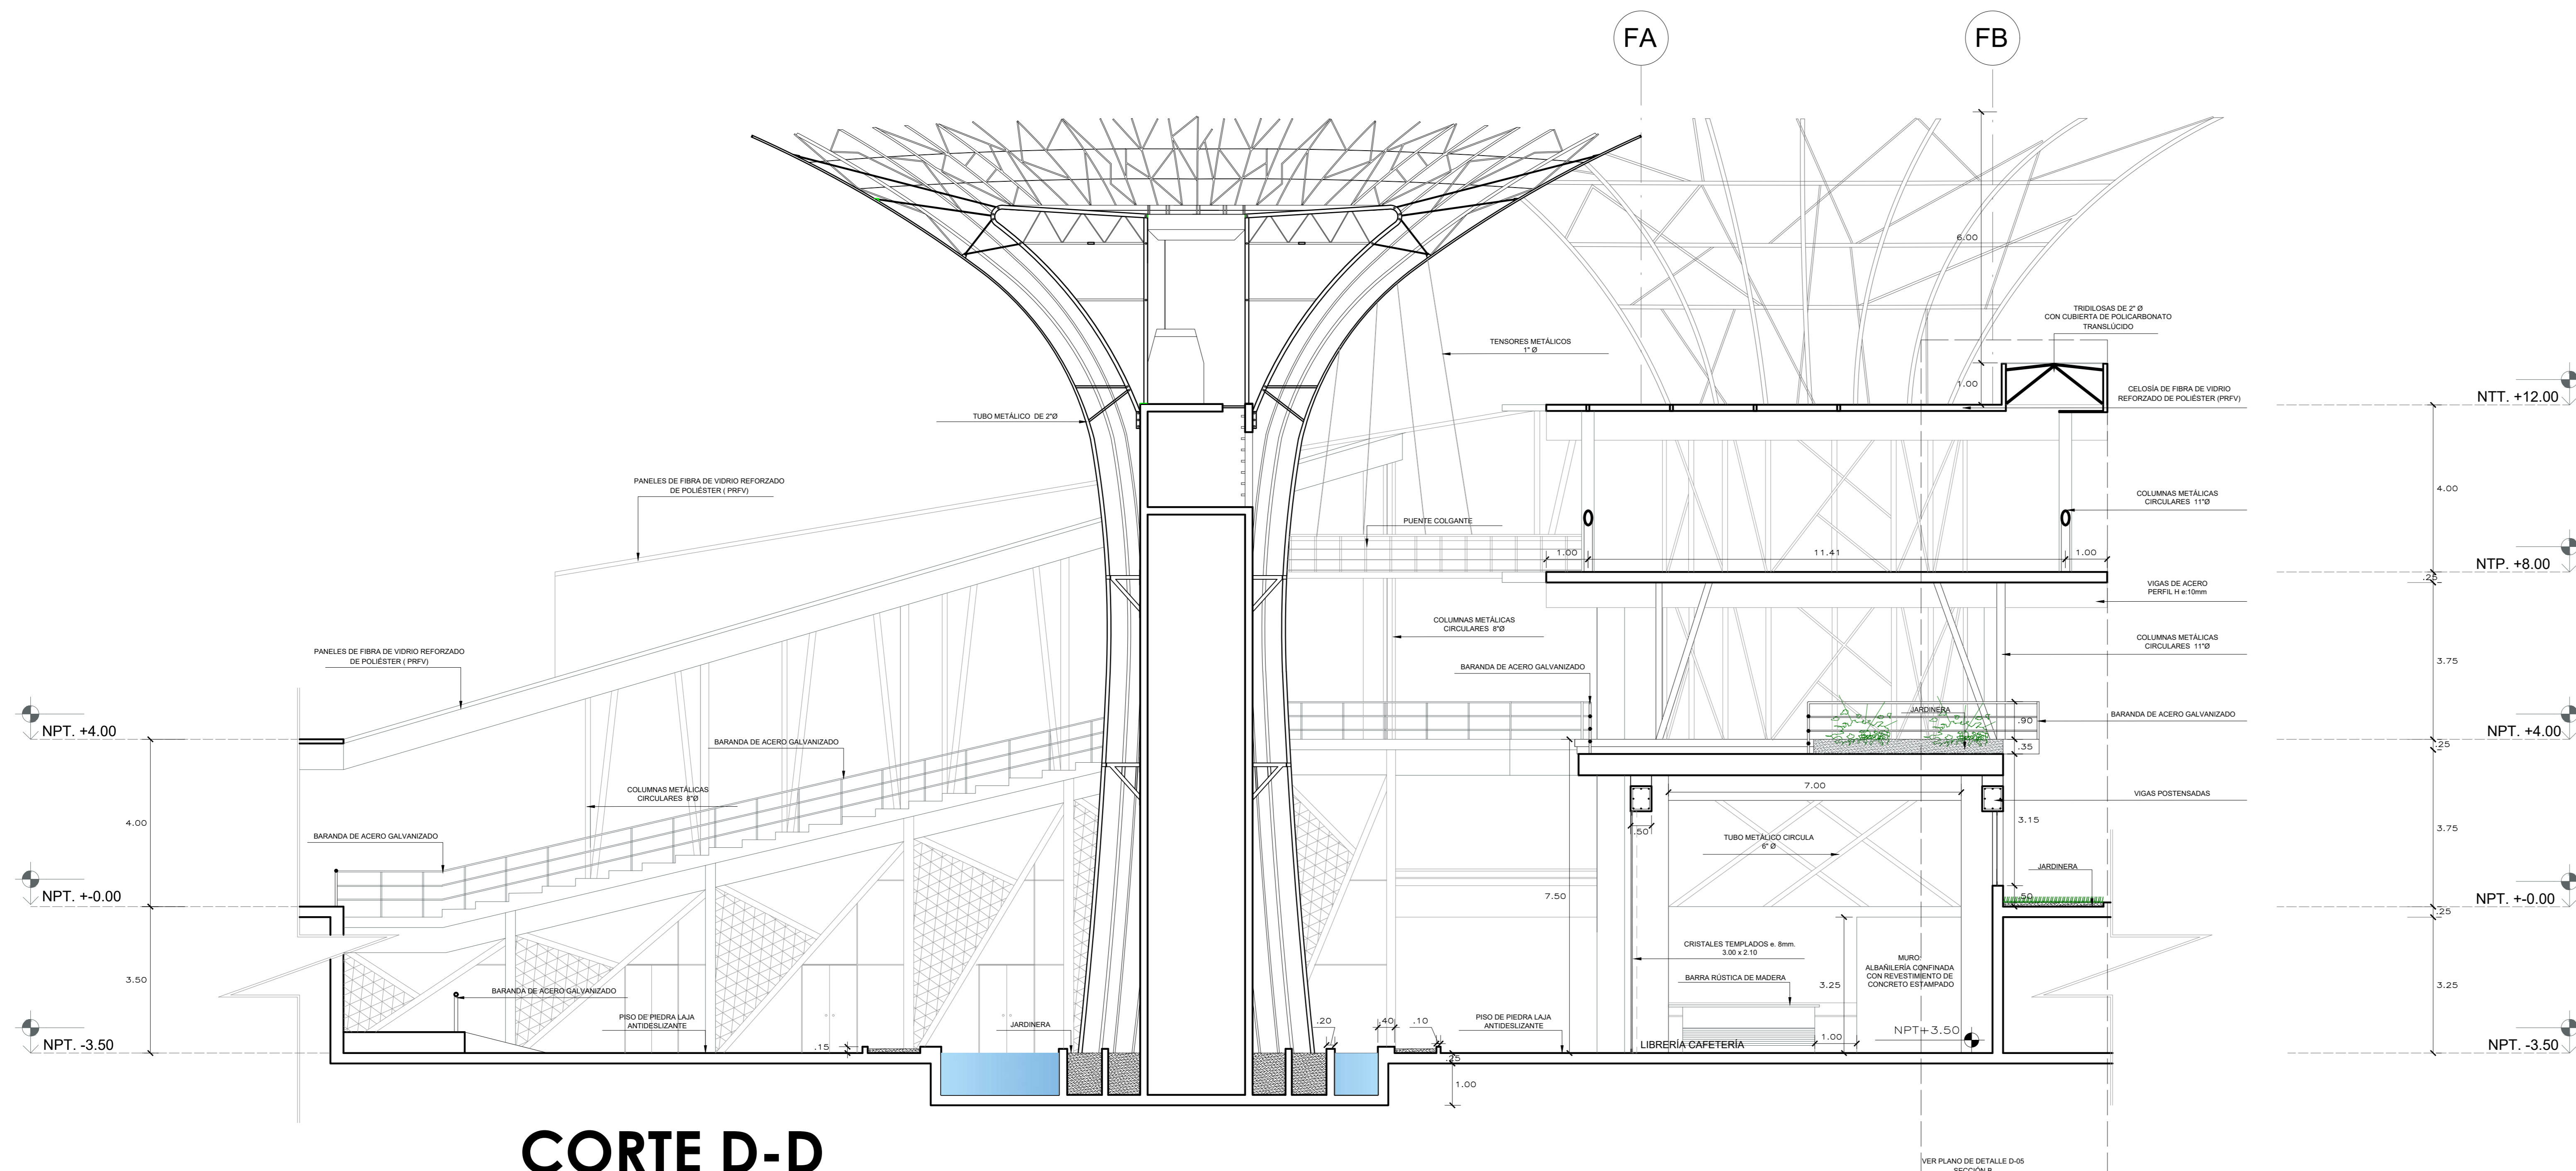 FA
FB
6.00
TRIDILOSAS DE 2" Ø
CON CUBIERTA DE POLICARBONATO
TRANSLÚCIDO
TENSORES METÁLICOS
1" Ø
1.00
CELOSÍA DE FIBRA DE VIDRIO
REFORZADO DE POLIÉSTER (PRFV)
NTT. +12.00
TUBO METÁLICO DE 2"Ø
PANELES DE FIBRA DE VIDRIO REFORZADO
DE POLIÉSTER ( PRFV)
COLUMNAS METÁLICAS
CIRCULARES 11"Ø
4.00
PUENTE COLGANTE
1.00
11.41
1.00
NTP. +8.00
.25
VIGAS DE ACERO
PERFIL H e:10mm
COLUMNAS METÁLICAS
CIRCULARES 8"Ø
COLUMNAS METÁLICAS
CIRCULARES 11"Ø
PANELES DE FIBRA DE VIDRIO REFORZADO
DE POLIÉSTER ( PRFV)
BARANDA DE ACERO GALVANIZADO
3.75
NPT. +4.00
JARDINERA
.90
BARANDA DE ACERO GALVANIZADO
NPT. +4.00
BARANDA DE ACERO GALVANIZADO
.35
.25
COLUMNAS METÁLICAS
CIRCULARES 8"Ø
7.00
VIGAS POSTENSADAS
4.00
.50
3.15
3.75
BARANDA DE ACERO GALVANIZADO
TUBO METÁLICO CIRCULA
6" Ø
JARDINERA
NPT. +-0.00
7.50
.50
NPT. +-0.00
.25
CRISTALES TEMPLADOS e. 8mm.
3.00 x 2.10
MURO:
ALBAÑILERÍA CONFINADA
CON REVESTIMIENTO DE
CONCRETO ESTAMPADO
3.50
BARANDA DE ACERO GALVANIZADO
BARRA RÚSTICA DE MADERA
3.25
3.25
PISO DE PIEDRA LAJA
ANTIDESLIZANTE
JARDINERA
.20
.40
.10
PISO DE PIEDRA LAJA
ANTIDESLIZANTE
NPT+3.50
NPT. -3.50
.15
LIBRERÍA CAFETERÍA
1.00
NPT. -3.50
.25
1.00
CORTE D-D
VER PLANO DE DETALLE D-05
SECCIÓN B